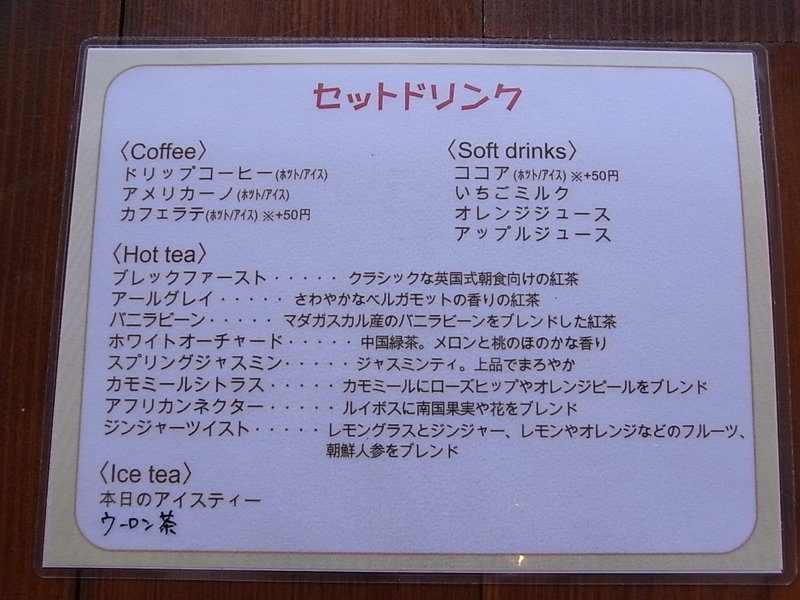 セットドリンク
〈Coffee〉
ドリップコーヒー(ﾎｯﾄ/ｱｲｽ)
アメリカーノ(ﾎｯﾄ/ｱｲｽ)
カフェラテ(ﾎｯﾄ/ｱｲｽ) ※+50円
〈Soft drinks〉
ココア(ﾎｯﾄ/ｱｲｽ) ※+50円
いちごミルク
オレンジジュース
アップルジュース
〈Hot tea〉
ブレックファースト・・・・・ クラシックな英国式朝食向けの紅茶
アールグレイ・・・・・ さわやかなベルガモットの香りの紅茶
バニラビーン・・・・・ マダガスカル産のバニラビーンをブレンドした紅茶
ホワイトオーチャード・・・・・ 中国緑茶。メロンと桃のほのかな香り
スプリングジャスミン・・・・・ ジャスミンティ。上品でまろやか
カモミールシトラス・・・・・ カモミールにローズヒップやオレンジピールをブレンド
アフリカンネクター・・・・・ ルイボスに南国果実や花をブレンド
ジンジャーツイスト・・・・・ レモングラスとジンジャー、レモンやオレンジなどのフルーツ、
朝鮮人参をブレンド
〈Ice tea〉
本日のアイスティー
ウーロン茶